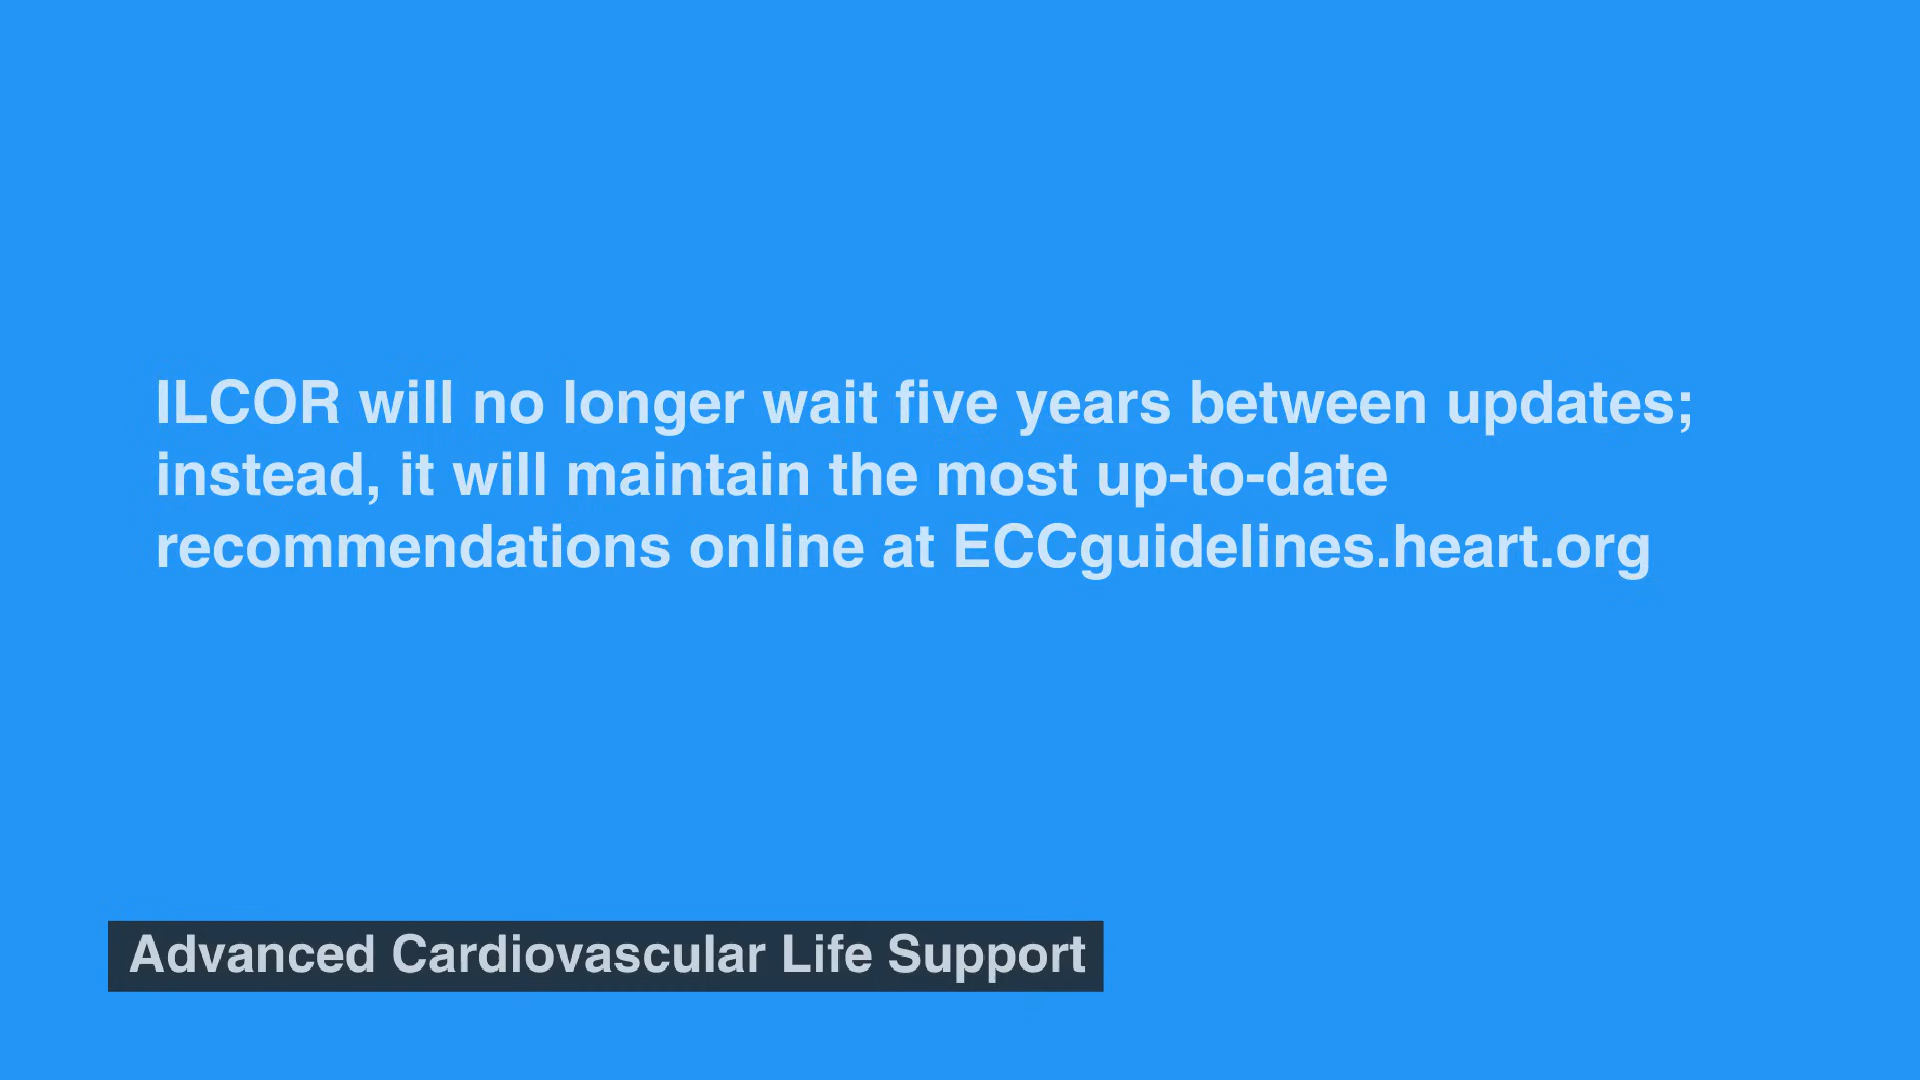 ILCOR will no longer wait five years between updates;
instead, it will maintain the most up-to-date
recommendations online at ECCguidelines.heart.org
Advanced Cardiovascular Life Support